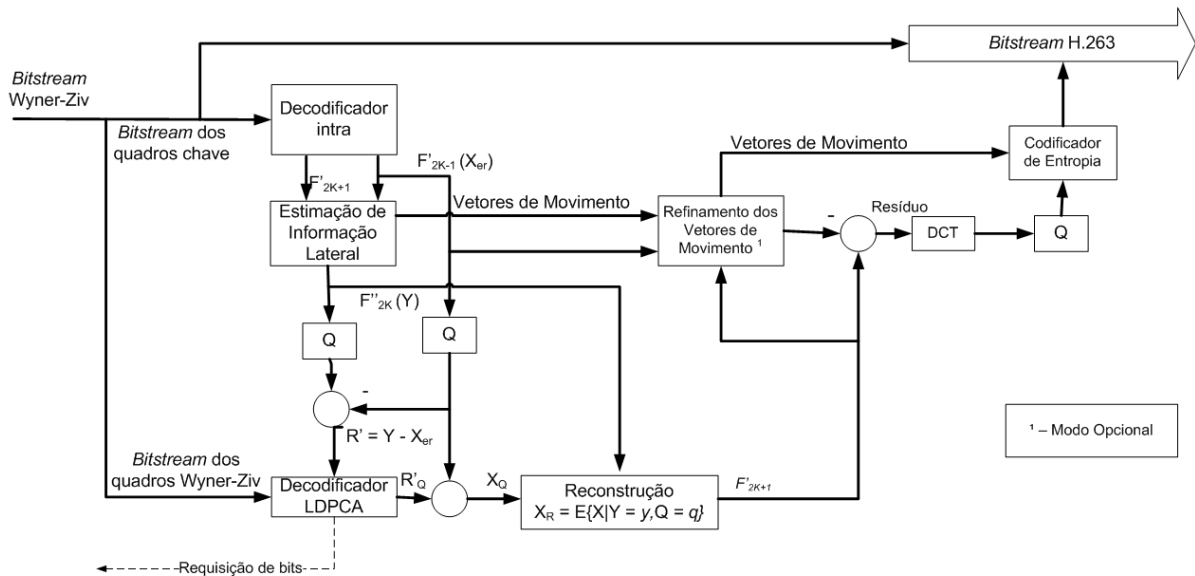 Bitstream H.263
Bitstream
Wyner-Ziv
Decodificador
intra
Bitstream dos
quadros chave
Vetores de Movimento
Codificador
de Entropia
F'2K-1 (Xer)
F'2K+1
Vetores de Movimento
Estimação de
Informação
Lateral
Refinamento dos
Vetores de
Movimento ¹
-
Resíduo
DCT
Q
F''2K (Y)
Q
Q
-
R' = Y - Xer
¹ – Modo Opcional
Bitstream dos
quadros Wyner-Ziv
Decodificador
LDPCA
R'Q
XQ
Reconstrução
XR = E{X|Y = y,Q = q}
F'2K+1
Requisição de bits